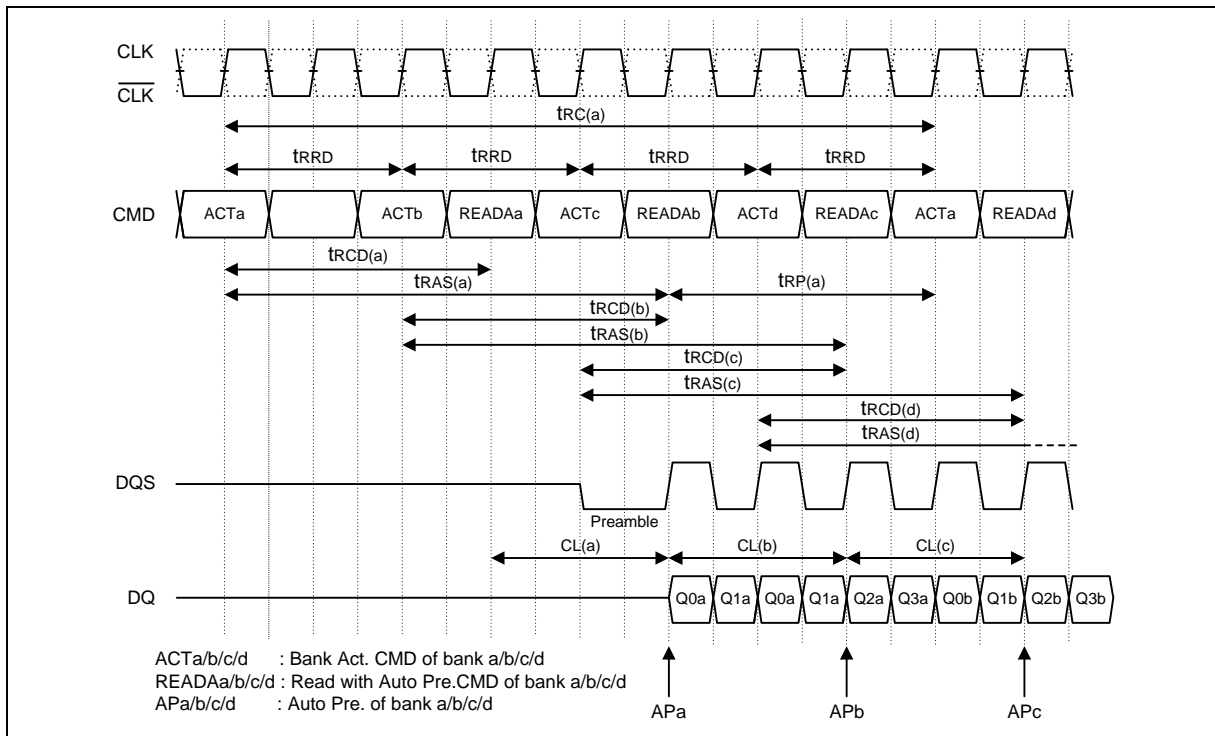 CLK
CLK
tRC(a)
tRRD tRRD tRRD tRRD
CMD ACTa ACTb READAa ACTc READAb ACTd READAc ACTa READAd
tRCD(a)
tRAS(a) tRP(a)
tRCD(b)
tRAS(b)
tRCD(c)
tRAS(c)
tRCD(d)
tRAS(d)
DQS
Preamble
CL(a) CL(b) CL(c)
DQ Q0a Q1a Q0a Q1a Q2a Q3a Q0b Q1b Q2b Q3b
ACTa/b/c/d : Bank Act. CMD of bank a/b/c/d
READAa/b/c/d : Read with Auto Pre.CMD of bank a/b/c/d
APa/b/c/d : Auto Pre. of bank a/b/c/d
APa APb APc